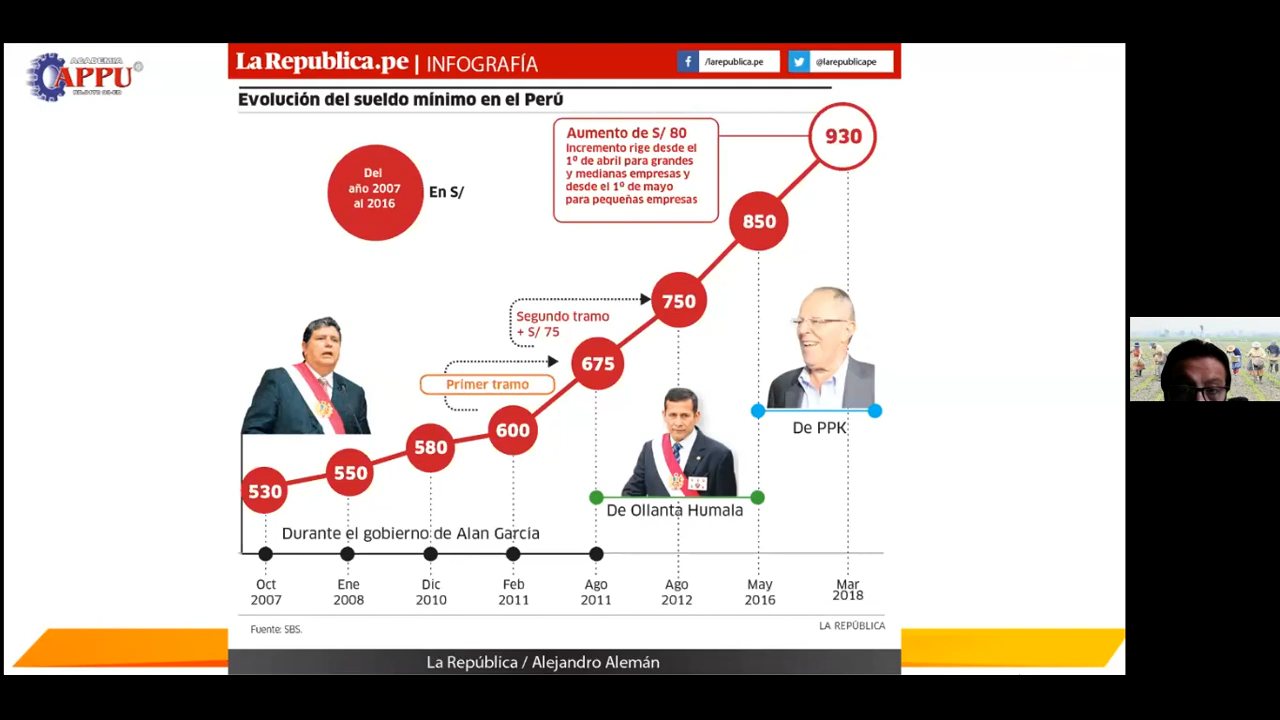 ACADEMIA
APPU
LaRepublica.pe | INFOGRAFÍA
/larepublica.pe
@larepublicape
Evolución del sueldo mínimo en el Perú
Del
año 2007
al 2016
En S/
Aumento de S/ 80
Incremento rige desde el
1º de abril para grandes
y medianas empresas y
desde el 1º de mayo
para pequeñas empresas
930
850
750
Segundo tramo
+ S/ 75
675
Primer tramo
600
580
550
530
De PPK
De Ollanta Humala
Durante el gobierno de Alan García
Oct
2007
Ene
2008
Dic
2010
Feb
2011
Ago
2011
Ago
2012
May
2016
Mar
2018
Fuente: SBS.
LA REPÚBLICA
La República / Alejandro Alemán